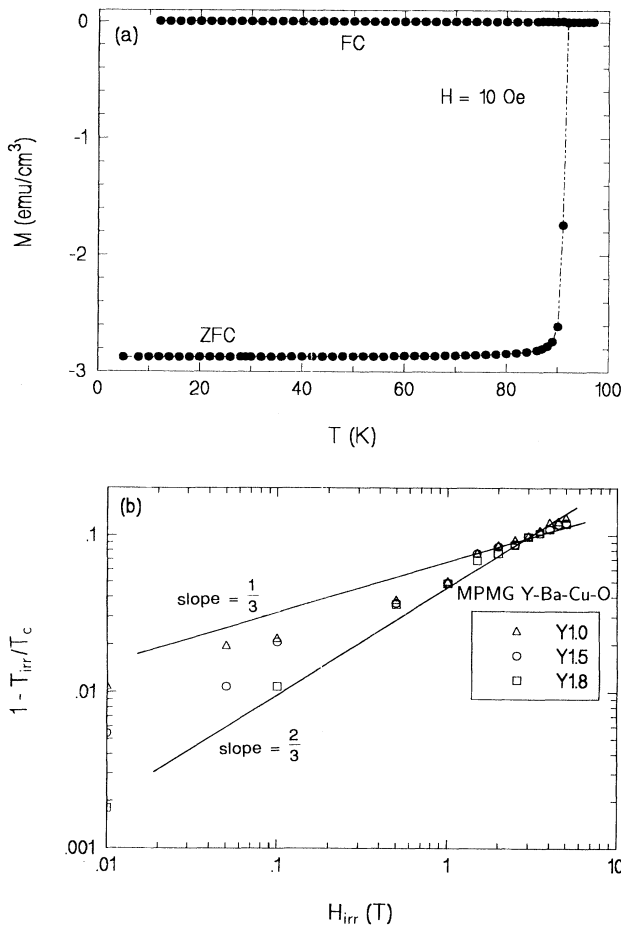 (a)
0
FC
H = 10 Oe
-1
M (emu/cm³)
-2
ZFC
-3
0 20 40 60 80 100
T (K)
(b)
.1
slope = 1/3
MPMG Y-Ba-Cu-O
△ Y1.0
○ Y1.5
□ Y1.8
1 - T_irr/T_c
.01
slope = 2/3
.001
.01 .1 1 10
H_irr (T)